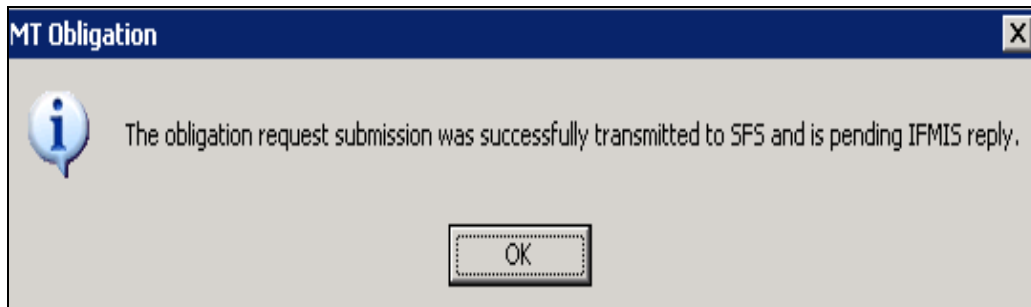 MT Obligation
The obligation request submission was successfully transmitted to SFS and is pending IFMIS reply.
OK